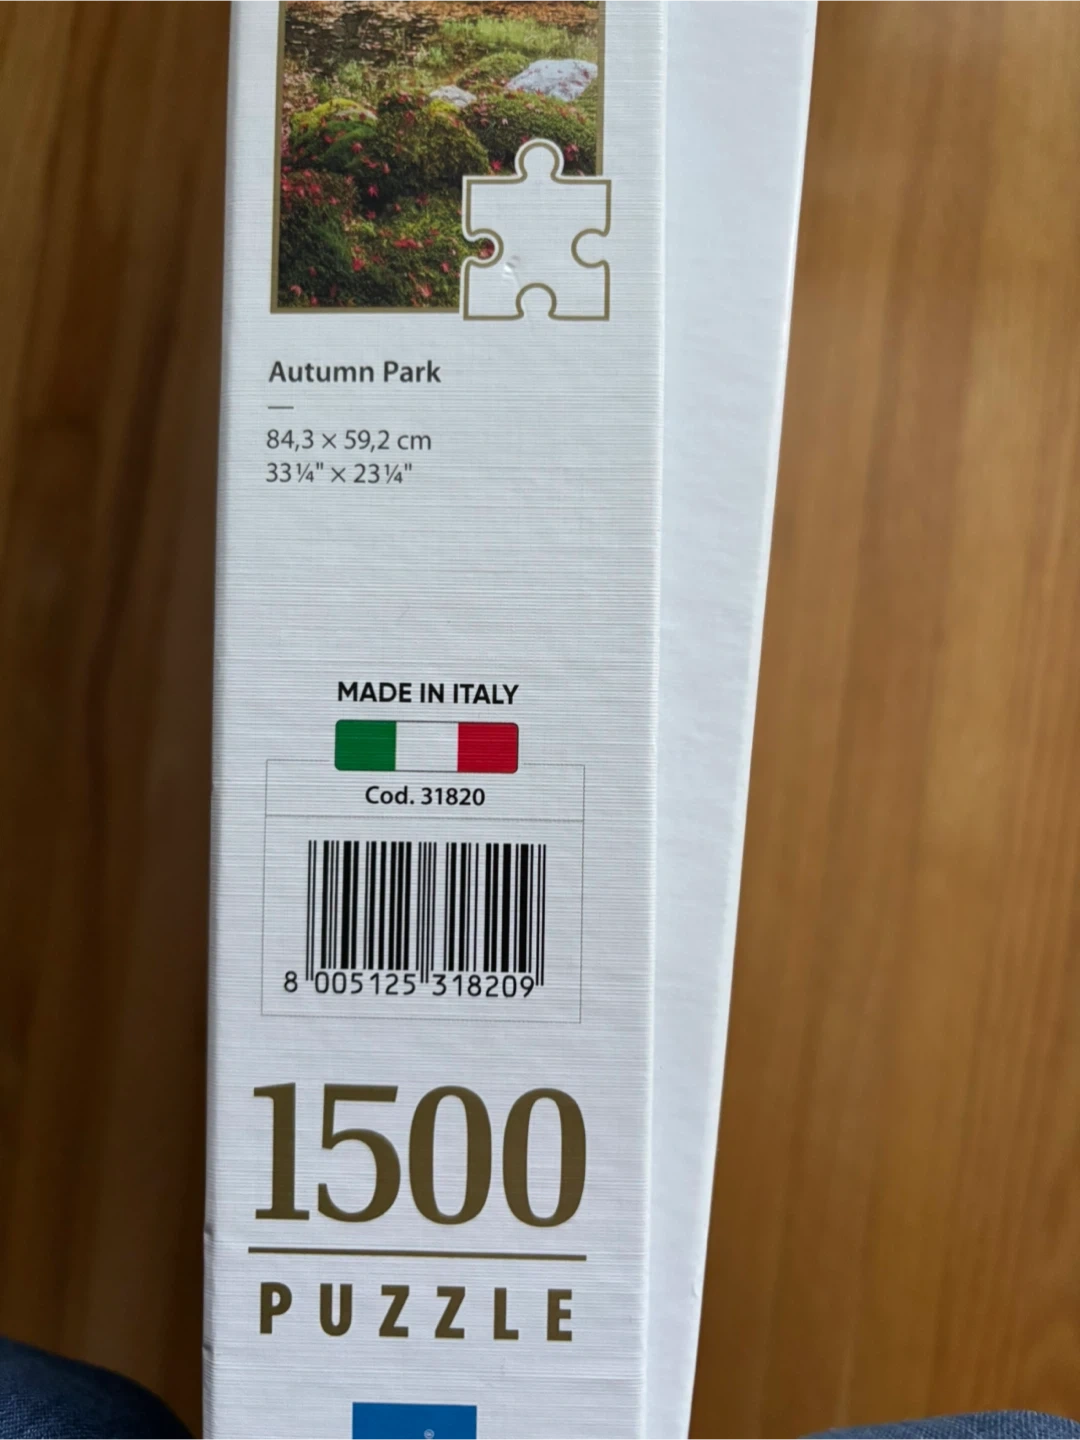 Autumn Park
84,3 × 59,2 cm
33¼" × 23¼"
MADE IN ITALY
Cod. 31820
8 005125 318209
1500
PUZZLE
®